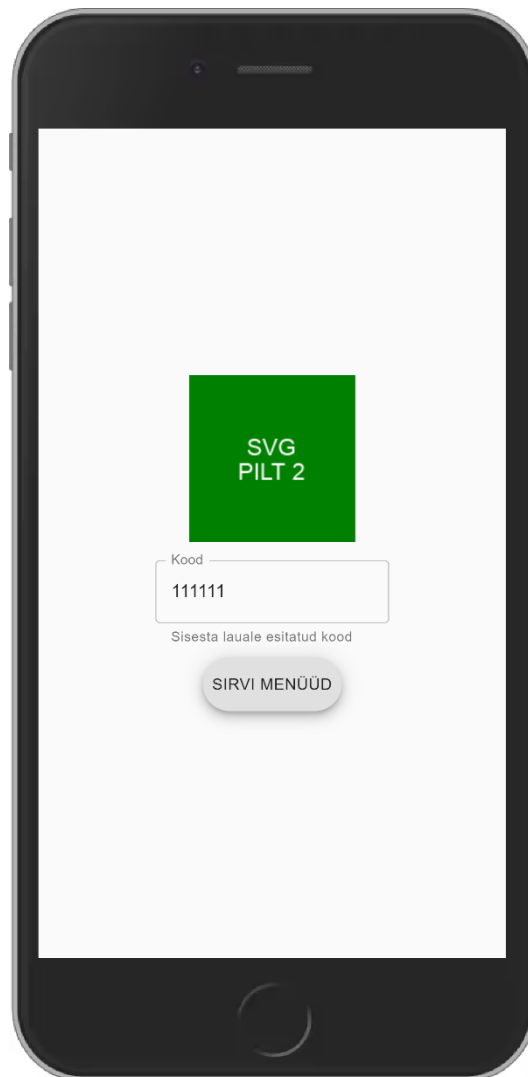 SVG
PILT 2
Kood
111111
Sisesta lauale esitatud kood
SIRVI MENÜÜD